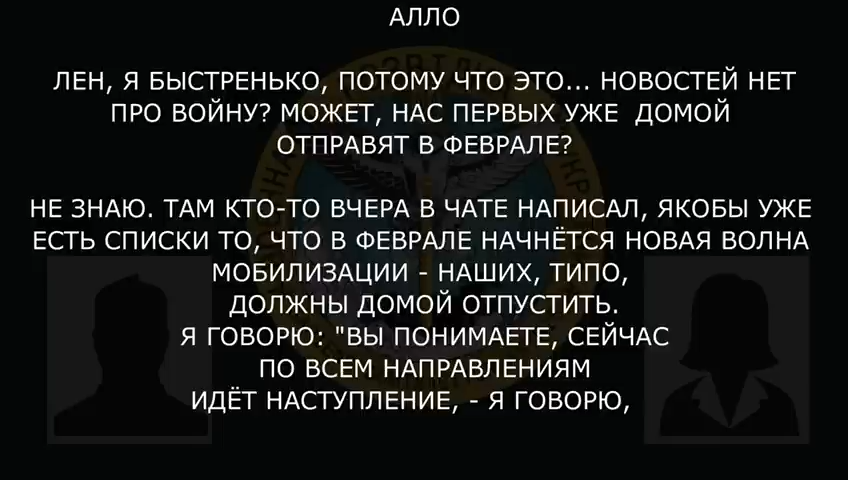 АЛЛО
ЛЕН, Я БЫСТРЕНЬКО, ПОТОМУ ЧТО ЭТО... НОВОСТЕЙ НЕТ
ПРО ВОЙНУ? МОЖЕТ, НАС ПЕРВЫХ УЖЕ ДОМОЙ
ОТПРАВЯТ В ФЕВРАЛЕ?
НЕ ЗНАЮ. ТАМ КТО-ТО ВЧЕРА В ЧАТЕ НАПИСАЛ, ЯКОБЫ УЖЕ
ЕСТЬ СПИСКИ ТО, ЧТО В ФЕВРАЛЕ НАЧНЁТСЯ НОВАЯ ВОЛНА
МОБИЛИЗАЦИИ - НАШИХ, ТИПО,
ДОЛЖНЫ ДОМОЙ ОТПУСТИТЬ.
Я ГОВОРЮ: "ВЫ ПОНИМАЕТЕ, СЕЙЧАС
ПО ВСЕМ НАПРАВЛЕНИЯМ
ИДЁТ НАСТУПЛЕНИЕ, - Я ГОВОРЮ,